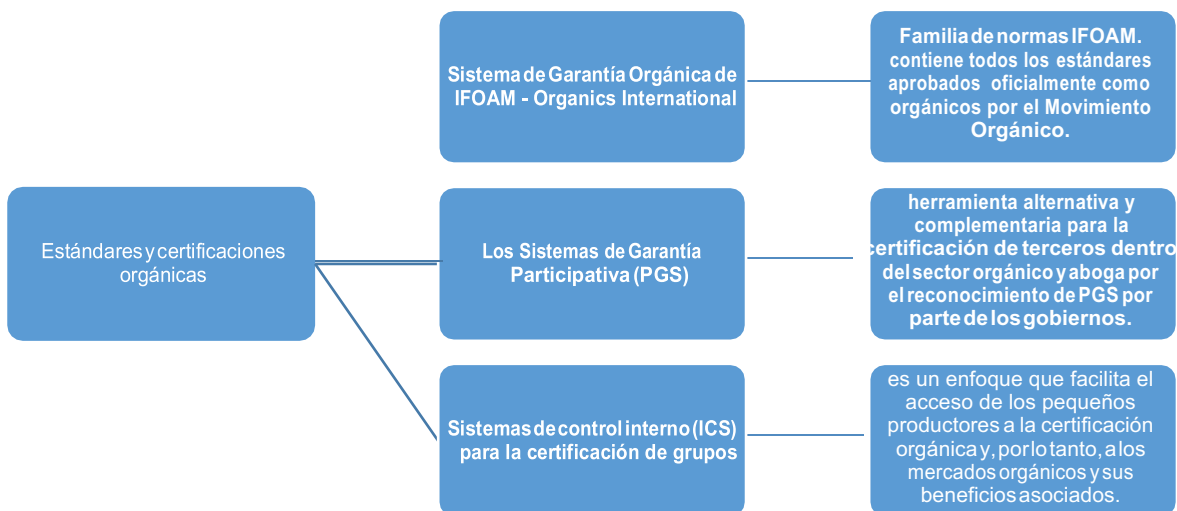 Estándares y certificaciones
orgánicas
Sistema de Garantía Orgánica de
IFOAM - Organics International
Familia de normas IFOAM.
contiene todos los estándares
aprobados oficialmente como
orgánicos por el Movimiento
Orgánico.
Los Sistemas de Garantía
Participativa (PGS)
herramienta alternativa y
complementaria para la
certificación de terceros dentro
del sector orgánico y aboga por
el reconocimiento de PGS por
parte de los gobiernos.
Sistemas de control interno (ICS)
para la certificación de grupos
es un enfoque que facilita el
acceso de los pequeños
productores a la certificación
orgánica y, por lo tanto, a los
mercados orgánicos y sus
beneficios asociados.